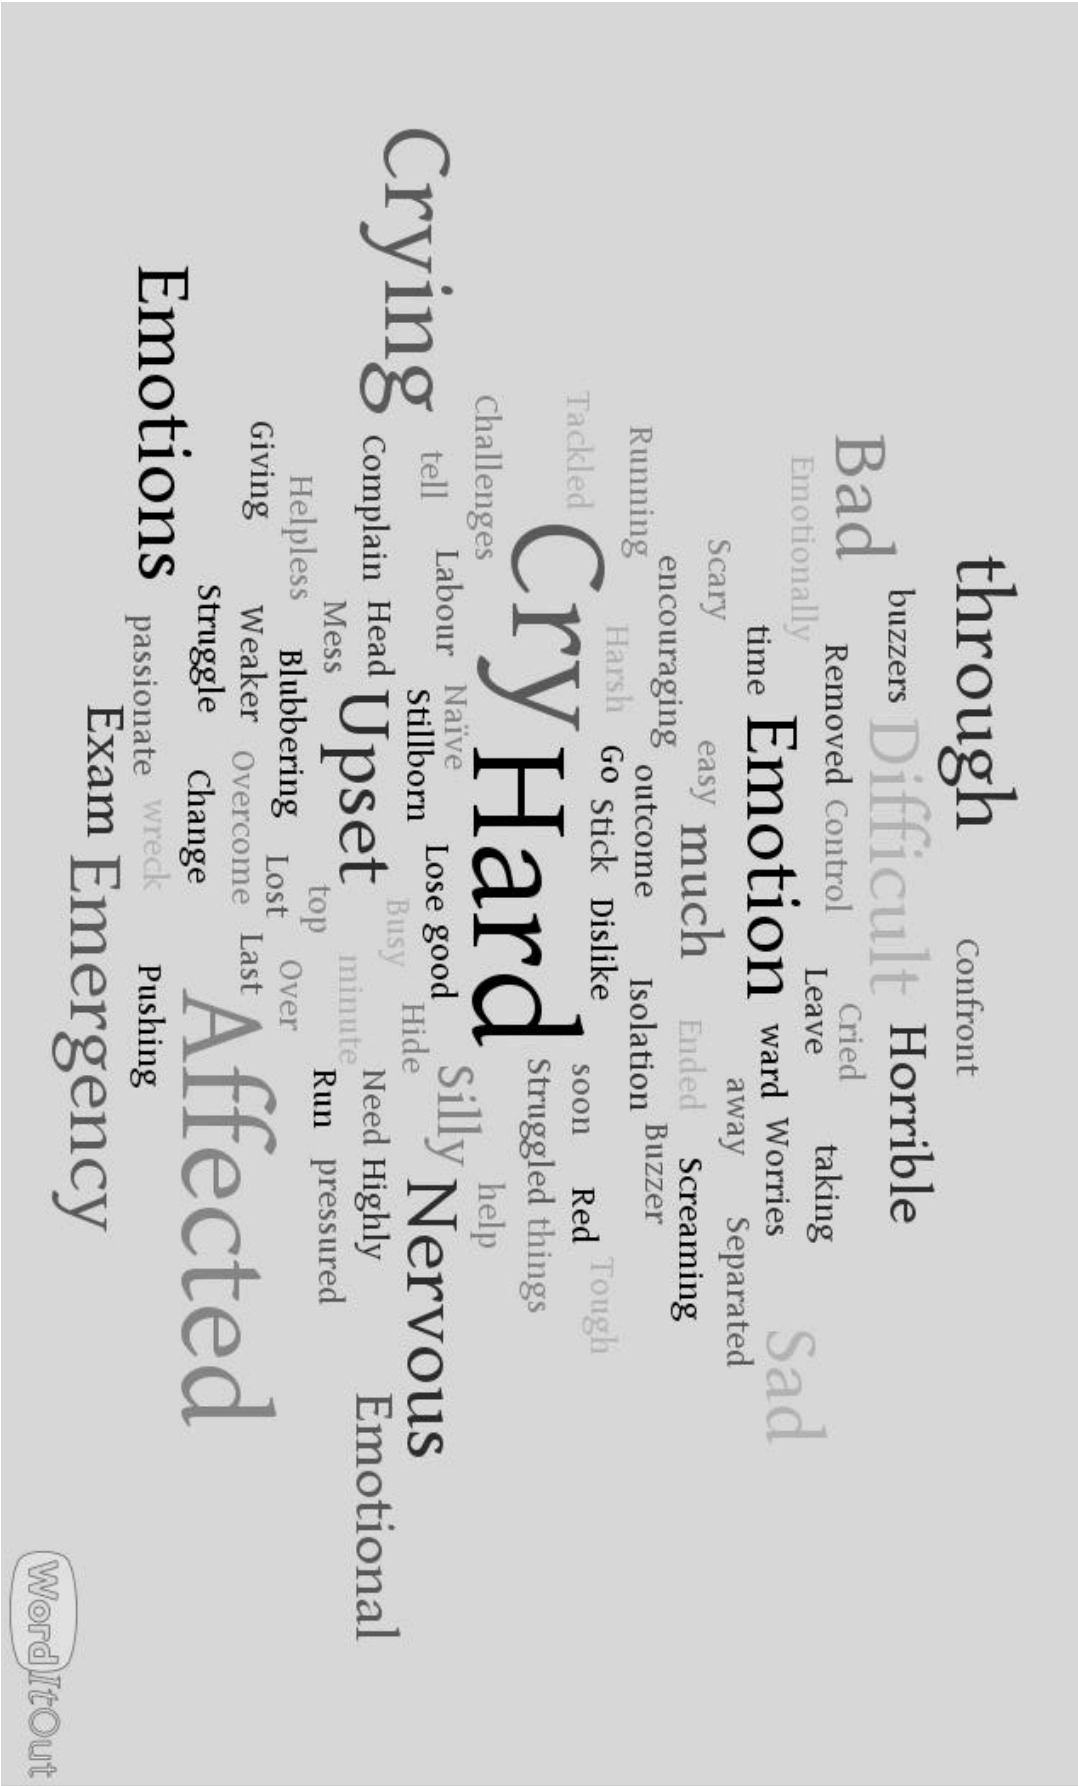 through Confront
buzzers Horrible
Bad Difficult
Removed Control Cried
Emotionally Leave taking
time Emotion ward Worries Sad
Scary away Separated
easy much Ended Screaming
encouraging
Running outcome Isolation Buzzer
Harsh Go Stick Dislike
Tackled soon Red Tough
Cry Hard Struggled things
Challenges help
Labour Naïve Silly
tell Stillborn Lose good Nervous
Crying Busy Hide
Complain Head Need Highly Emotional
Mess Upset minute
top Run pressured
Helpless Blubbering Lost Over
Giving Weaker Overcome Last
Struggle Change Affected
Emotions passionate wreck Pushing
Exam Emergency
WordItOut